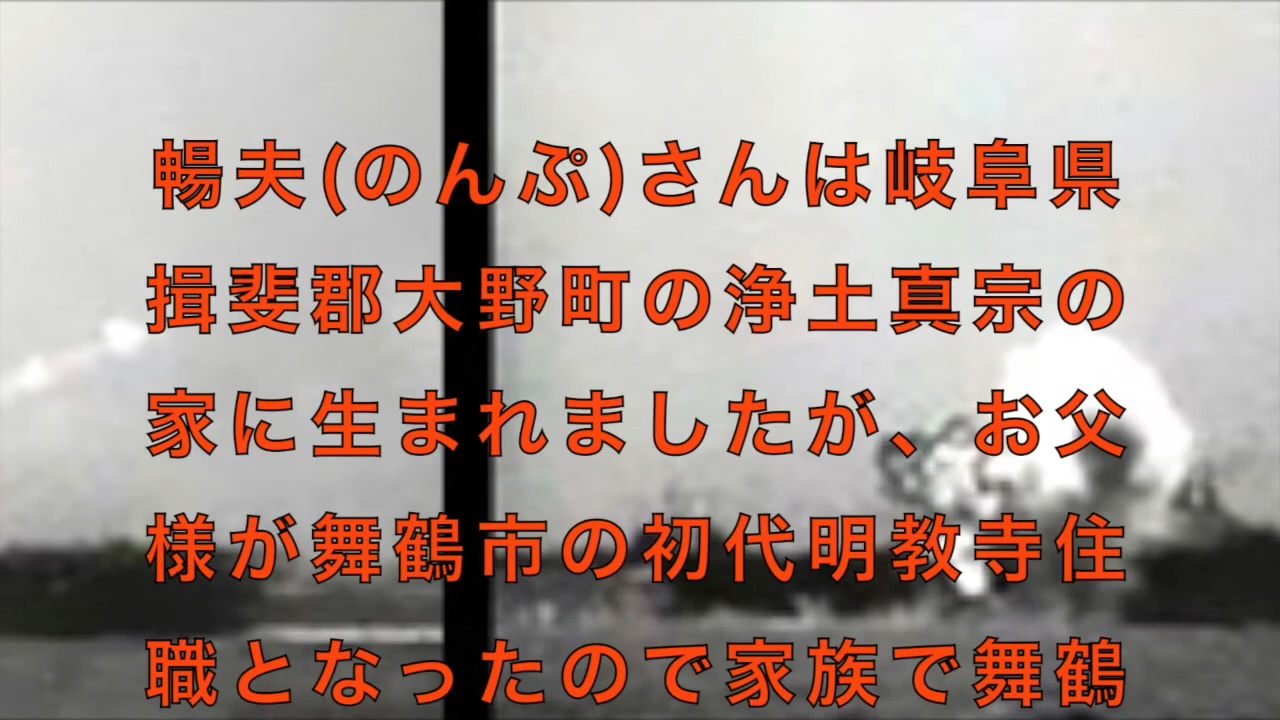 暢夫(のんぷ)さんは岐阜県
揖斐郡大野町の浄土真宗の
家に生まれましたが、お父
様が舞鶴市の初代明教寺住
職となったので家族で舞鶴